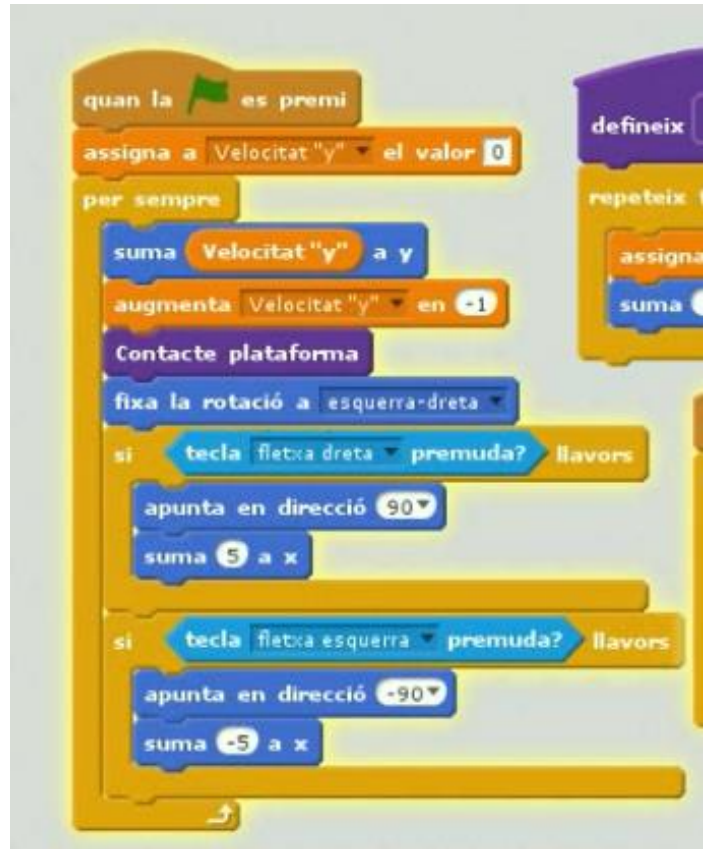 quan la es premi
assigna a Velocitat "y" el valor 0
per sempre
suma Velocitat "y" a y
augmenta Velocitat "y" en -1
Contacte plataforma
fixa la rotació a esquerra-dreta
si tecla fletxa dreta premuda? llavors
apunta en direcció 90
suma 5 a x
si tecla fletxa esquerra premuda? llavors
apunta en direcció -90
suma -5 a x
defineix
repeteix
assigna
suma